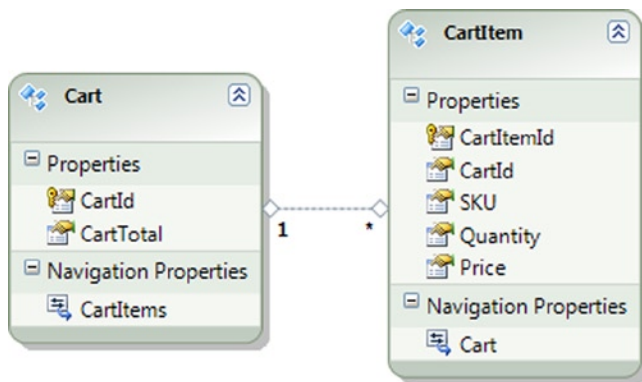 Cart
Properties
CartId
CartTotal
Navigation Properties
CartItems
1
*
CartItem
Properties
CartItemId
CartId
SKU
Quantity
Price
Navigation Properties
Cart